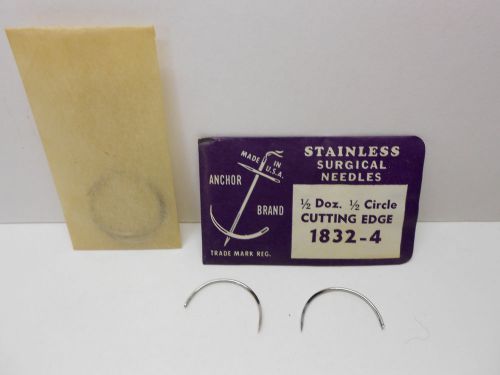 MADE IN
U.S.A.
ANCHOR
BRAND
TRADE MARK REG.
STAINLESS
SURGICAL
NEEDLES
½ Doz. ½ Circle
CUTTING EDGE
1832-4